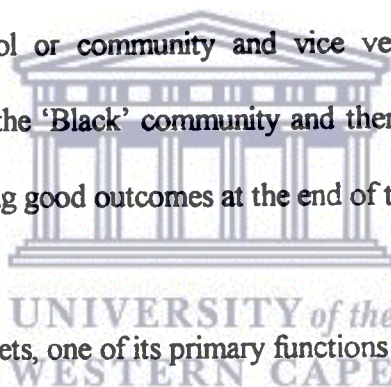 ol or community and vice ve
the ‘Black’ community and ther
g good outcomes at the end of t
UNIVERSITY of the
ets, one of its primary functions
WESTERN CAPE